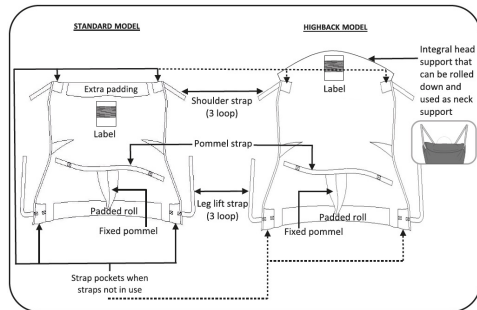 STANDARD MODEL
HIGHBACK MODEL
Integral head
support that
can be rolled
down and
used as neck
support
Label
Extra padding
Label
Shoulder strap
(3 loop)
Pommel strap
Leg lift strap
(3 loop)
Padded roll
Fixed pommel
Padded roll
Fixed pommel
Strap pockets when
straps not in use